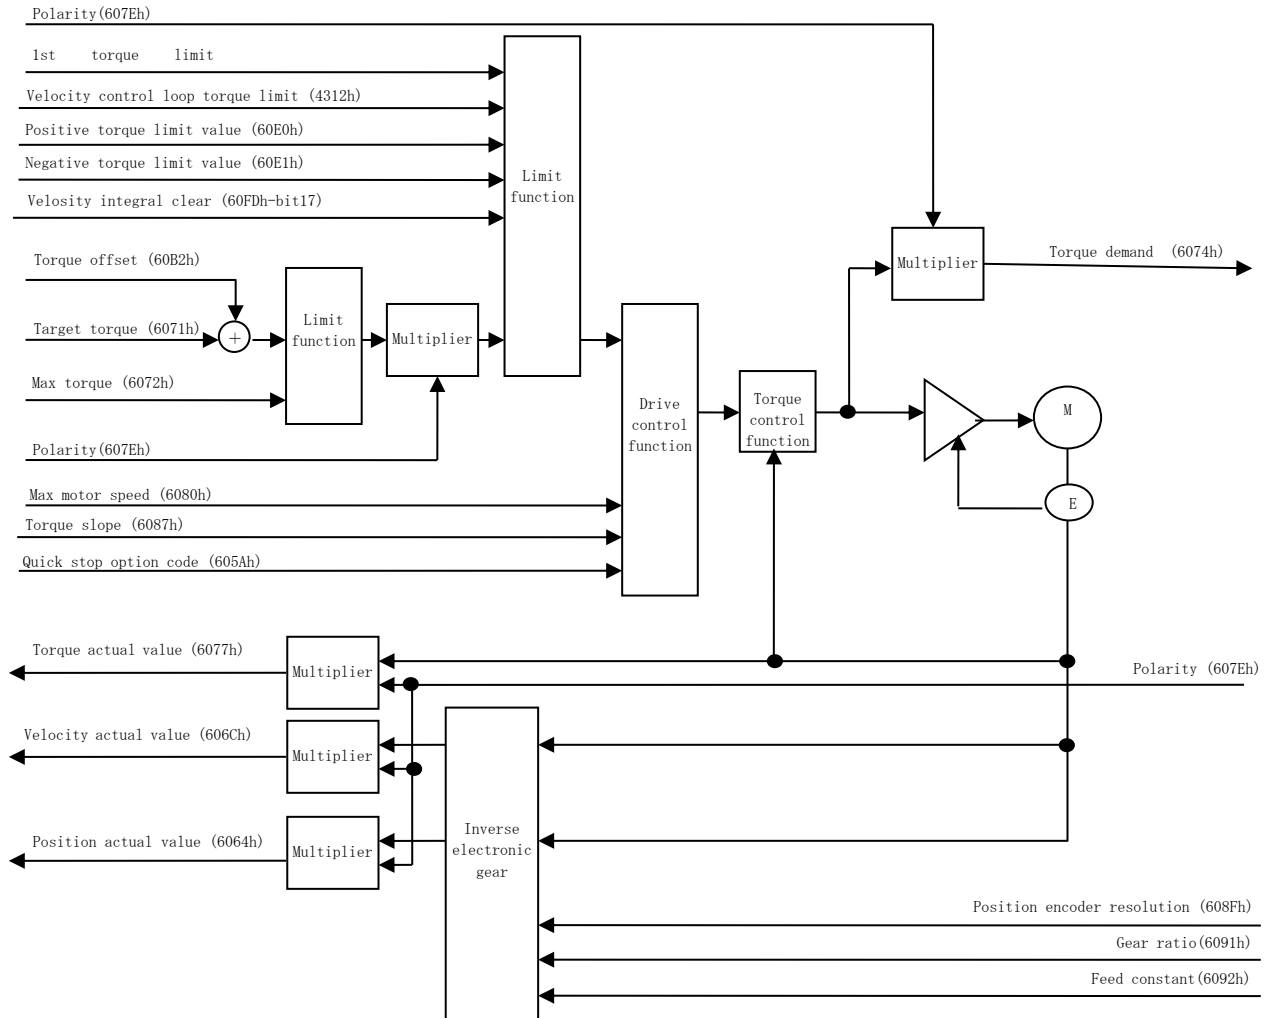 Polarity(607Eh)
1st torque limit
Velocity control loop torque limit (4312h)
Positive torque limit value (60E0h)
Negative torque limit value (60E1h)
Velosity integral clear (60FDh-bit17)
Limit
function
Torque offset (60B2h)
Target torque (6071h)
+
Max torque (6072h)
Limit
function
Multiplier
Polarity(607Eh)
Multiplier
Torque demand (6074h)
Drive
control
function
Torque
control
function
M
E
Max motor speed (6080h)
Torque slope (6087h)
Quick stop option code (605Ah)
Torque actual value (6077h)
Multiplier
Polarity (607Eh)
Velocity actual value (606Ch)
Multiplier
Position actual value (6064h)
Multiplier
Inverse
electronic
gear
Position encoder resolution (608Fh)
Gear ratio(6091h)
Feed constant(6092h)